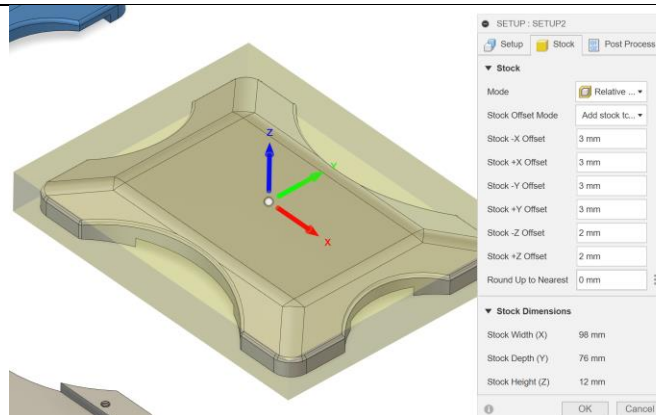 SETUP : SETUP2
Setup Stock Post Process
Stock
Mode Relative ...
Stock Offset Mode Add stock tc...
Stock -X Offset 3 mm
Stock +X Offset 3 mm
Stock -Y Offset 3 mm
Stock +Y Offset 3 mm
Stock -Z Offset 2 mm
Stock +Z Offset 2 mm
Round Up to Nearest 0 mm
Stock Dimensions
Stock Width (X) 98 mm
Stock Depth (Y) 76 mm
Stock Height (Z) 12 mm
OK Cancel
Z
Y
X